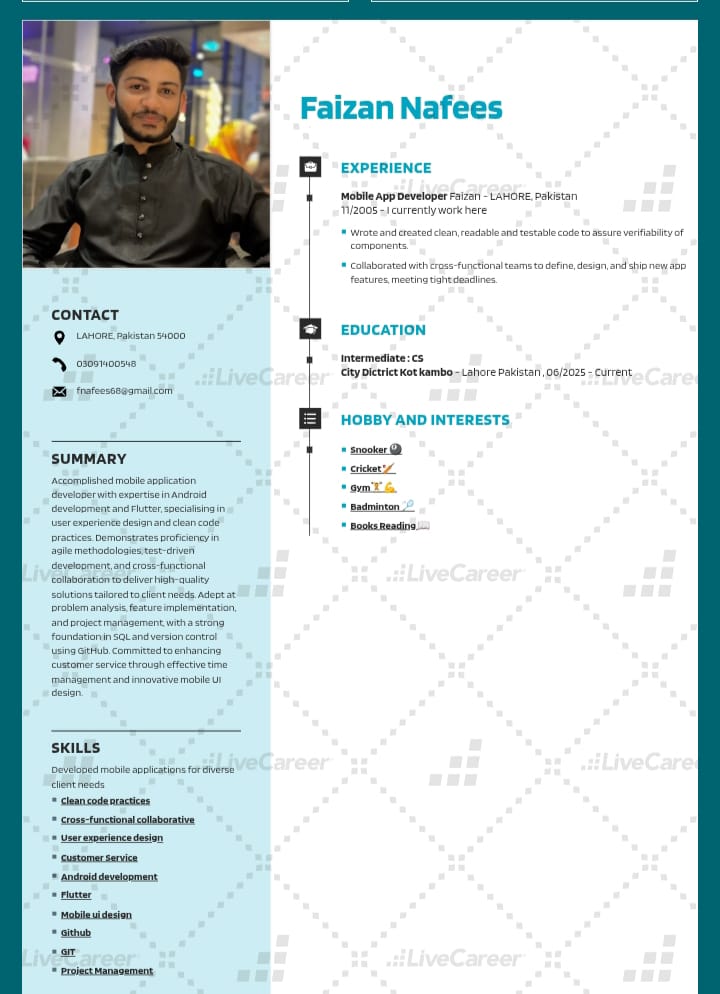 Faizan Nafees
EXPERIENCE
Mobile App Developer Faizan - LAHORE, Pakistan
11/2005 - I currently work here
Wrote and created clean, readable and testable code to assure verifiability of
components.
Collaborated with cross-functional teams to define, design, and ship new app
features, meeting tight deadlines.
EDUCATION
Intermediate : CS
City District Kot kambo - Lahore Pakistan , 06/2025 - Current
HOBBY AND INTERESTS
Snooker 🎱
Cricket🏏
Gym🏋️💪
Badminton 🏸
Books Reading📖
CONTACT
LAHORE, Pakistan 54000
03091400548
fnafees68@gmail.com
SUMMARY
Accomplished mobile application
developer with expertise in Android
development and Flutter, specialising in
user experience design and clean code
practices. Demonstrates proficiency in
agile methodologies, test-driven
development, and cross-functional
collaboration to deliver high-quality
solutions tailored to client needs. Adept at
problem analysis, feature implementation,
and project management, with a strong
foundation in SQL and version control
using GitHub. Committed to enhancing
customer service through effective time
management and innovative mobile UI
design.
SKILLS
Developed mobile applications for diverse
client needs
Clean code practices
Cross-functional collaborative
User experience design
Customer Service
Android development
Flutter
Mobile ui design
Github
GIT
Project Management
LiveCareer
LiveCareer
LiveCareer
LiveCareer
LiveCareer
LiveCareer
LiveCareer
LiveCareer
LiveCareer